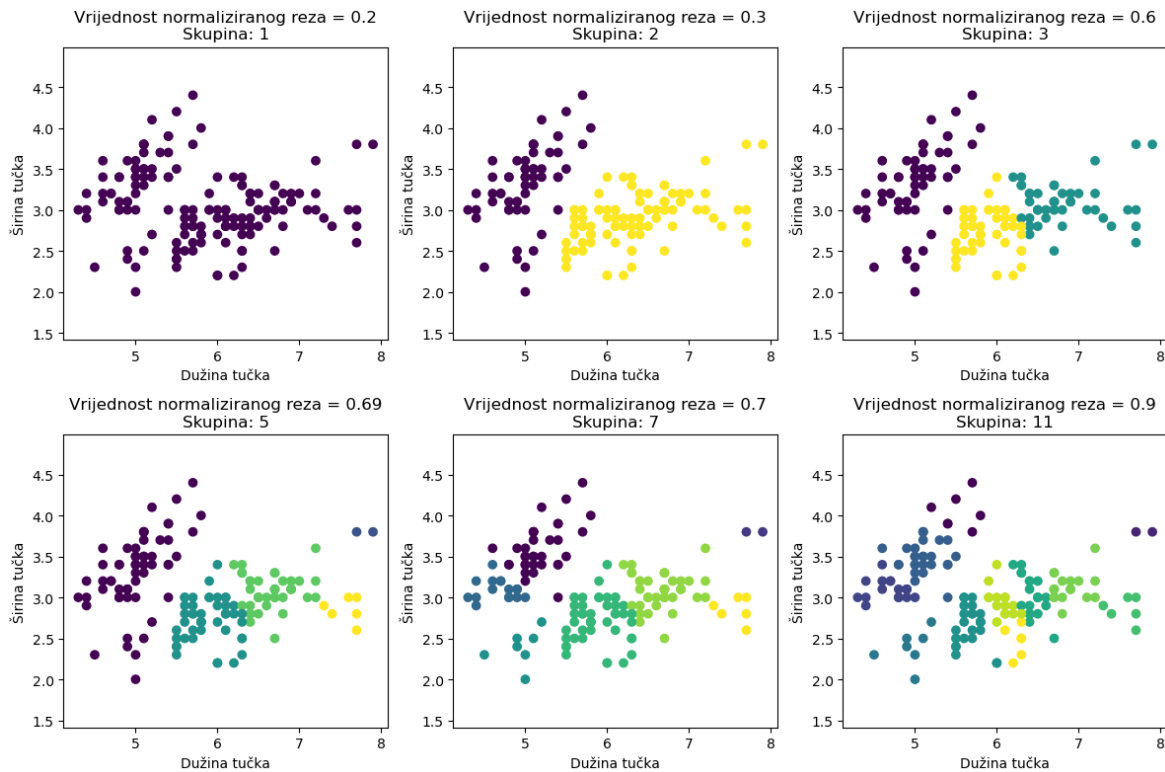 Vrijednost normaliziranog reza = 0.2
Skupina: 1
4.5
4.0
3.5
3.0
2.5
2.0
1.5
Širina tučka
5
6
7
8
Dužina tučka
Vrijednost normaliziranog reza = 0.3
Skupina: 2
4.5
4.0
3.5
3.0
2.5
2.0
1.5
Širina tučka
5
6
7
8
Dužina tučka
Vrijednost normaliziranog reza = 0.6
Skupina: 3
4.5
4.0
3.5
3.0
2.5
2.0
1.5
Širina tučka
5
6
7
8
Dužina tučka
Vrijednost normaliziranog reza = 0.69
Skupina: 5
4.5
4.0
3.5
3.0
2.5
2.0
1.5
Širina tučka
5
6
7
8
Dužina tučka
Vrijednost normaliziranog reza = 0.7
Skupina: 7
4.5
4.0
3.5
3.0
2.5
2.0
1.5
Širina tučka
5
6
7
8
Dužina tučka
Vrijednost normaliziranog reza = 0.9
Skupina: 11
4.5
4.0
3.5
3.0
2.5
2.0
1.5
Širina tučka
5
6
7
8
Dužina tučka